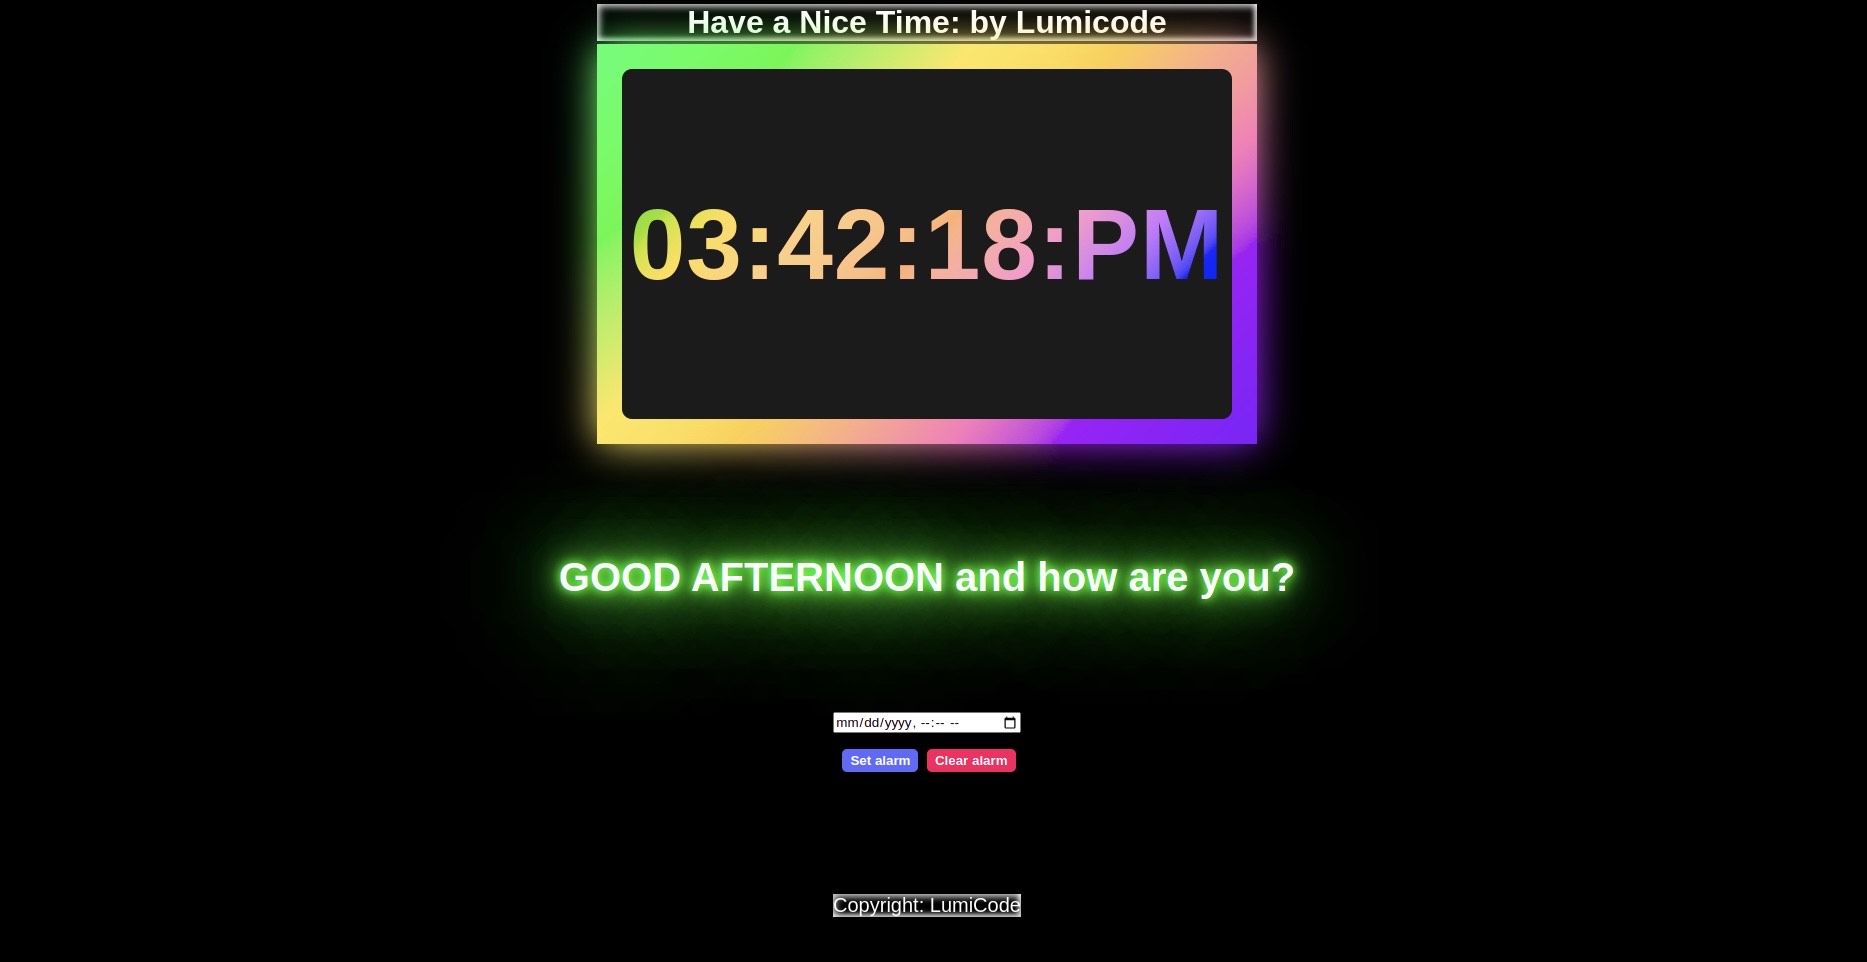 Have a Nice Time: by Lumicode
03:42:18:PM
GOOD AFTERNOON and how are you?
mm/dd/yyyy, --:-- --
Set alarm Clear alarm
Copyright: LumiCode